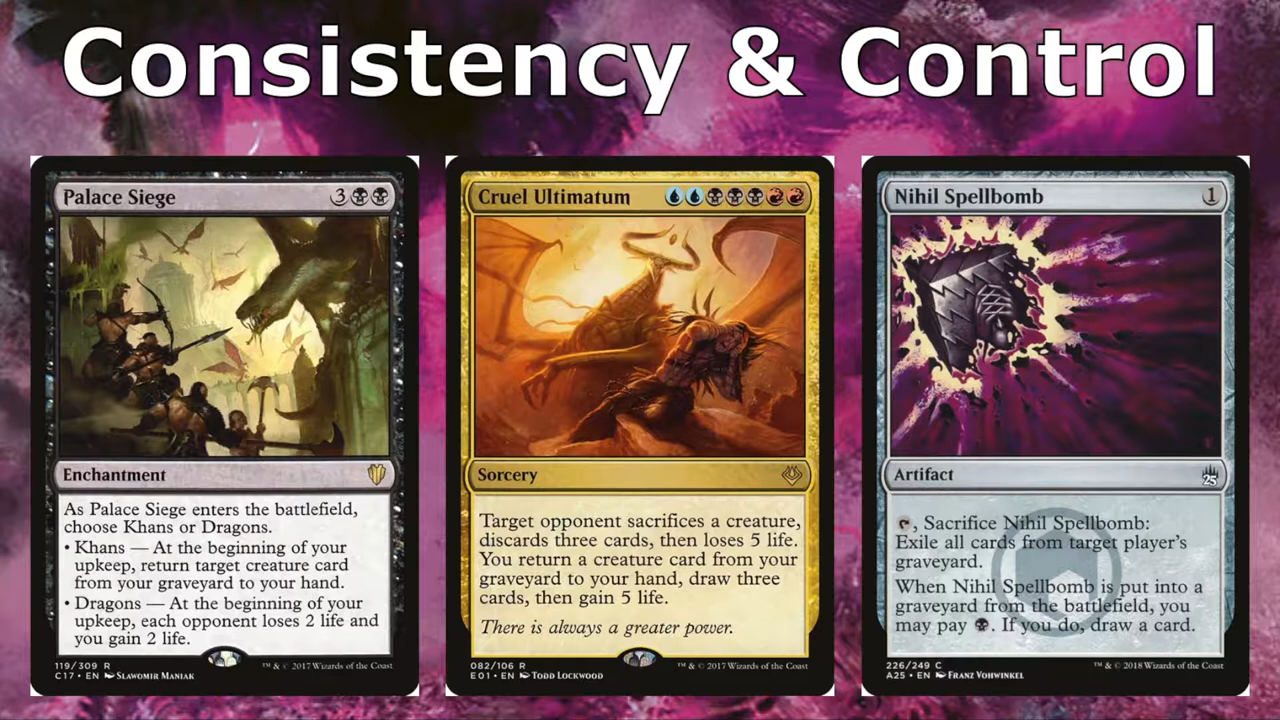 Consistency & Control
Palace Siege 3
Enchantment
As Palace Siege enters the battlefield,
choose Khans or Dragons.
• Khans — At the beginning of your
upkeep, return target creature card
from your graveyard to your hand.
• Dragons — At the beginning of your
upkeep, each opponent loses 2 life and
you gain 2 life.
119/309 R
C17 • EN Slawomir Maniak
™ & © 2017 Wizards of the Coast
Cruel Ultimatum
Sorcery
Target opponent sacrifices a creature,
discards three cards, then loses 5 life.
You return a creature card from your
graveyard to your hand, draw three
cards, then gain 5 life.
There is always a greater power.
082/106 R
E01 • EN Todd Lockwood
™ & © 2017 Wizards of the Coast
Nihil Spellbomb 1
Artifact
25
, Sacrifice Nihil Spellbomb:
Exile all cards from target player's
graveyard.
When Nihil Spellbomb is put into a
graveyard from the battlefield, you
may pay . If you do, draw a card.
226/249 C
A25 • EN Franz Vohwinkel
™ & © 2018 Wizards of the Coast